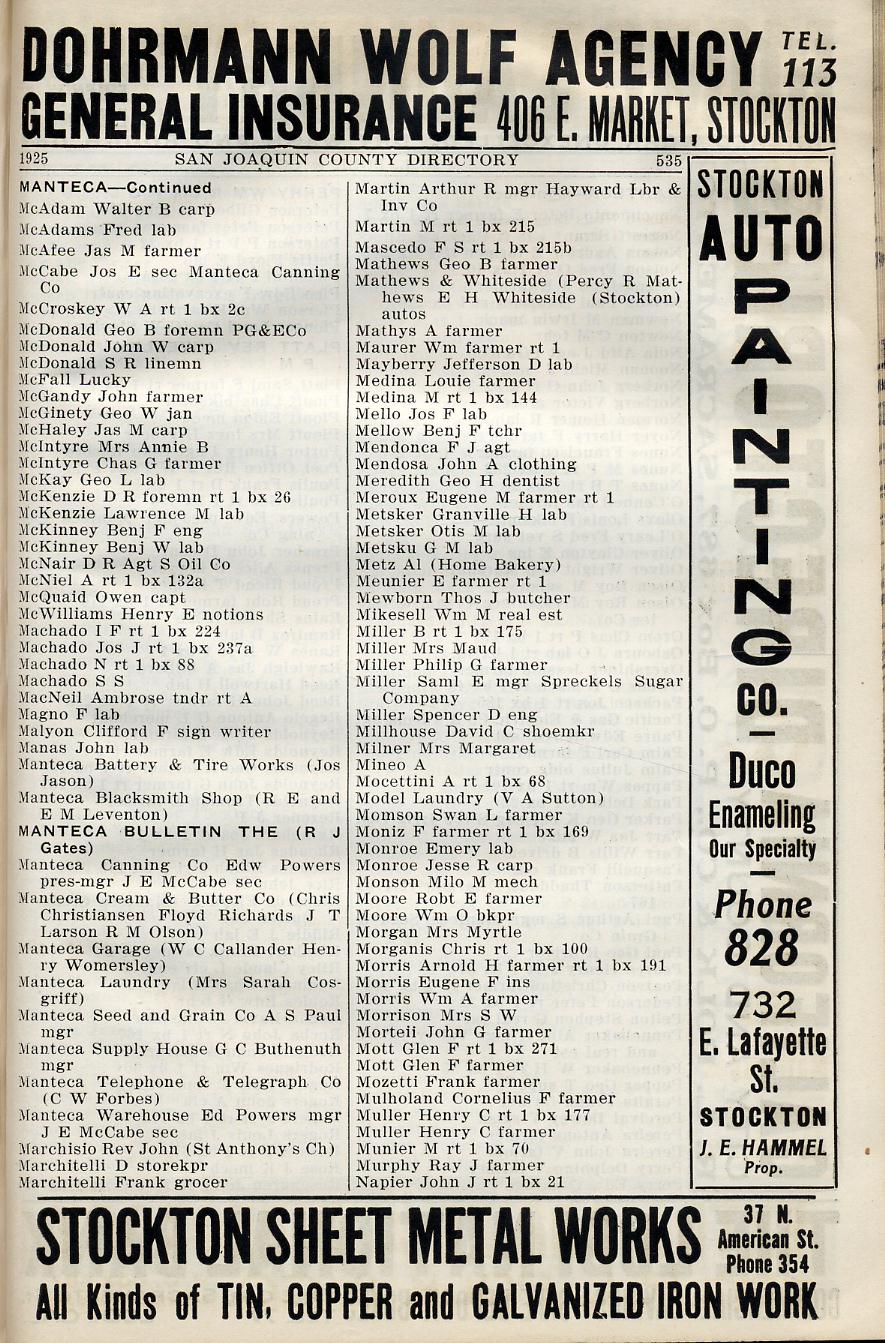 DOHRMANN WOLF AGENCY TEL. 113
GENERAL INSURANCE 406 E. MARKET, STOCKTON
1925 SAN JOAQUIN COUNTY DIRECTORY 535
MANTECA—Continued
McAdam Walter B carp
McAdams Fred lab
McAfee Jas M farmer
McCabe Jos E sec Manteca Canning
Co
McCroskey W A rt 1 bx 2c
McDonald Geo B foremn PG&ECo
McDonald John W carp
McDonald S R linemn
McFall Lucky
McGandy John farmer
McGinety Geo W jan
McHaley Jas M carp
McIntyre Mrs Annie B
McIntyre Chas G farmer
McKay Geo L lab
McKenzie D R foremn rt 1 bx 26
McKenzie Lawrence M lab
McKinney Benj F eng
McKinney Benj W lab
McNair D R Agt S Oil Co
McNiel A rt 1 bx 132a
McQuaid Owen capt
McWilliams Henry E notions
Machado I F rt 1 bx 224
Machado Jos J rt 1 bx 237a
Machado N rt 1 bx 88
Machado S S
MacNeil Ambrose tndr rt A
Magno F lab
Malyon Clifford F sign writer
Manas John lab
Manteca Battery & Tire Works (Jos
Jason)
Manteca Blacksmith Shop (R E and
E M Leventon)
MANTECA BULLETIN THE (R J
Gates)
Manteca Canning Co Edw Powers
pres-mgr J E McCabe sec
Manteca Cream & Butter Co (Chris
Christiansen Floyd Richards J T
Larson R M Olson)
Manteca Garage (W C Callander Hen-
ry Womersley)
Manteca Laundry (Mrs Sarah Cos-
griff)
Manteca Seed and Grain Co A S Paul
mgr
Manteca Supply House G C Buthenuth
mgr
Manteca Telephone & Telegraph Co
(C W Forbes)
Manteca Warehouse Ed Powers mgr
J E McCabe sec
Marchisio Rev John (St Anthony's Ch)
Marchitelli D storekpr
Marchitelli Frank grocer
Martin Arthur R mgr Hayward Lbr &
Inv Co
Martin M rt 1 bx 215
Mascedo F S rt 1 bx 215b
Mathews Geo B farmer
Mathews & Whiteside (Percy R Mat-
hews E H Whiteside (Stockton)
autos
Mathys A farmer
Maurer Wm farmer rt 1
Mayberry Jefferson D lab
Medina Louie farmer
Medina M rt 1 bx 144
Mello Jos F lab
Mellow Benj F tchr
Mendonca F J agt
Mendosa John A clothing
Meredith Geo H dentist
Meroux Eugene M farmer rt 1
Metsker Granville H lab
Metsker Otis M lab
Metsku G M lab
Metz Al (Home Bakery)
Meunier E farmer rt 1
Mewborn Thos J butcher
Mikesell Wm M real est
Miller B rt 1 bx 175
Miller Mrs Maud
Miller Philip G farmer
Miller Saml E mgr Spreckels Sugar
Company
Miller Spencer D eng
Millhouse David C shoemkr
Milner Mrs Margaret
Mineo A
Mocettini A rt 1 bx 68
Model Laundry (V A Sutton)
Momson Swan L farmer
Moniz F farmer rt 1 bx 169
Monroe Emery lab
Monroe Jesse R carp
Monson Milo M mech
Moore Robt E farmer
Moore Wm O bkpr
Morgan Mrs Myrtle
Morganis Chris rt 1 bx 100
Morris Arnold H farmer rt 1 bx 191
Morris Eugene F ins
Morris Wm A farmer
Morrison Mrs S W
Morteii John G farmer
Mott Glen F rt 1 bx 271
Mott Glen F farmer
Mozetti Frank farmer
Mulholand Cornelius F farmer
Muller Henry C rt 1 bx 177
Muller Henry C farmer
Munier M rt 1 bx 70
Murphy Ray J farmer
Napier John J rt 1 bx 21
STOCKTON
AUTO
PAINTING
CO.
Duco
Enameling
Our Specialty
Phone
828
732
E. Lafayette
St.
STOCKTON
J. E. HAMMEL
Prop.
STOCKTON SHEET METAL WORKS
37 N.
American St.
Phone 354
All Kinds of TIN, COPPER and GALVANIZED IRON WORK